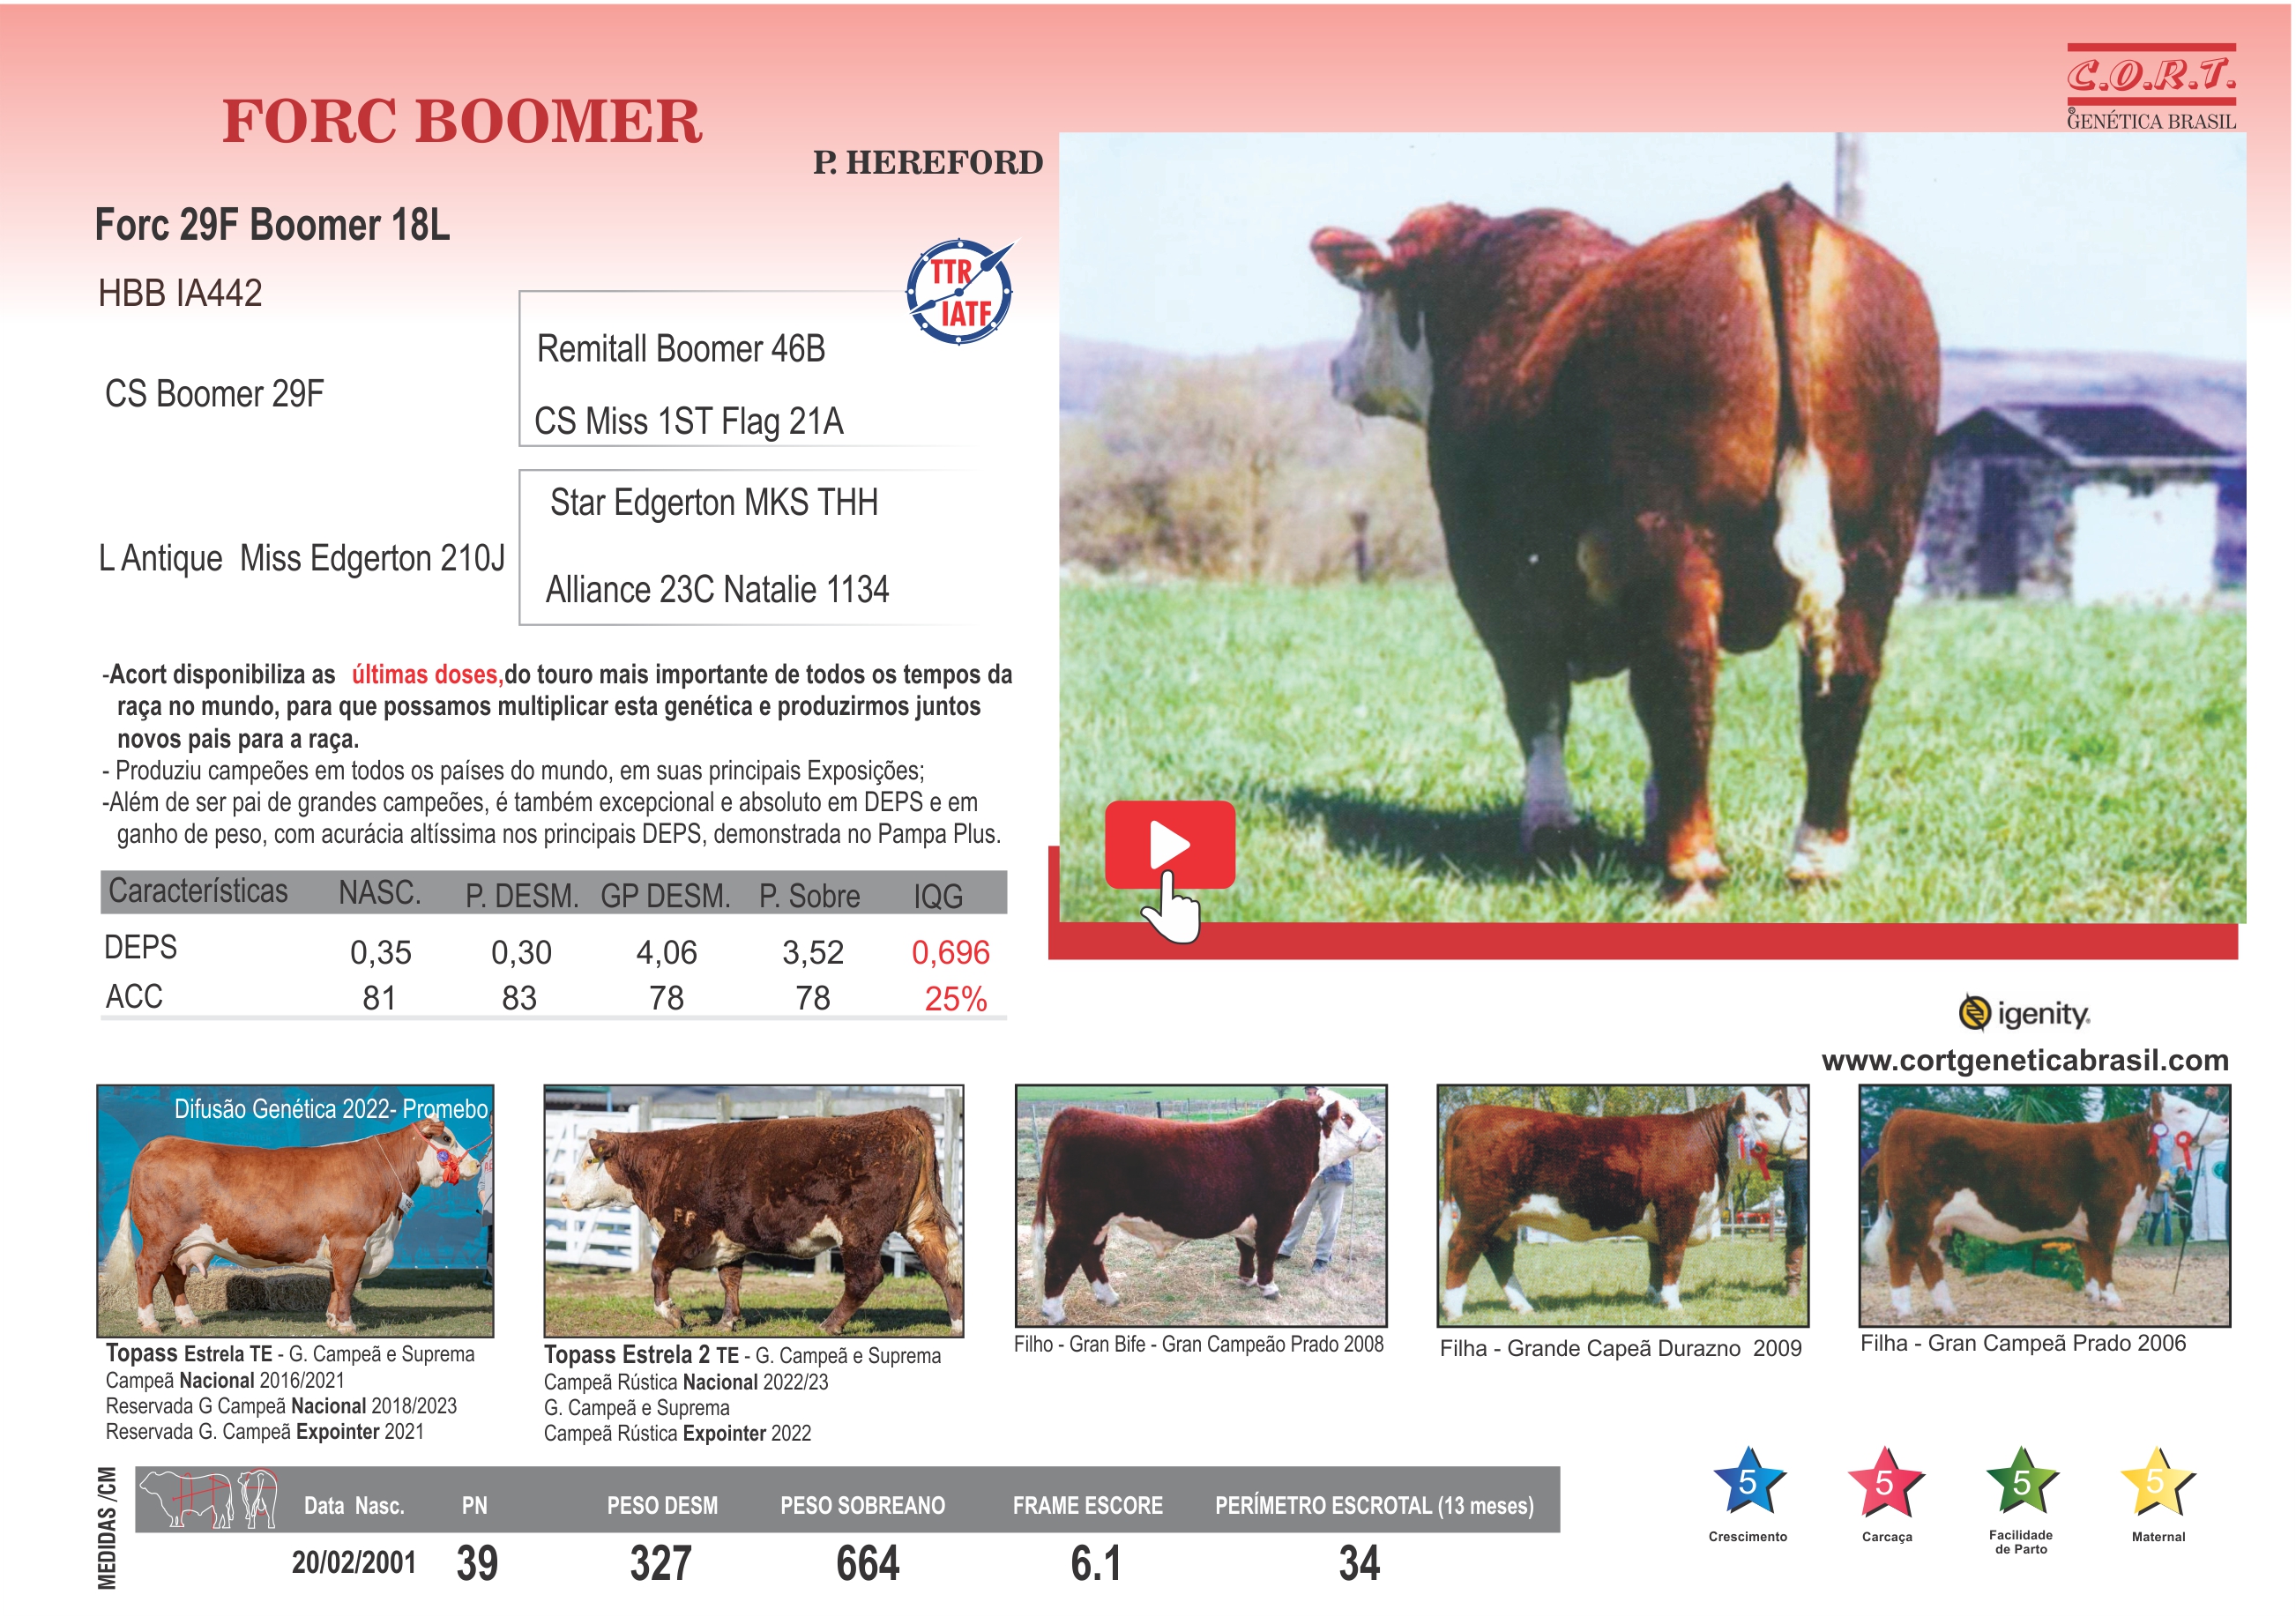 C.O.R.T.
GENÉTICA BRASIL
FORC BOOMER
P. HEREFORD
Forc 29F Boomer 18L
HBB IA442
TTR
IATF
Remitall Boomer 46B
CS Boomer 29F
CS Miss 1ST Flag 21A
Star Edgerton MKS THH
L Antique Miss Edgerton 210J
Alliance 23C Natalie 1134
-Acort disponibiliza as últimas doses,do touro mais importante de todos os tempos da
raça no mundo, para que possamos multiplicar esta genética e produzirmos juntos
novos pais para a raça.
- Produziu campeões em todos os países do mundo, em suas principais Exposições;
-Além de ser pai de grandes campeões, é também excepcional e absoluto em DEPS e em
ganho de peso, com acurácia altíssima nos principais DEPS, demonstrada no Pampa Plus.
Características NASC. P. DESM. GP DESM. P. Sobre IQG
DEPS 0,35 0,30 4,06 3,52 0,696
ACC 81 83 78 78 25%
igenity
www.cortgeneticabrasil.com
Difusão Genética 2022- Promebo
FF
Topass Estrela TE - G. Campeã e Suprema
Campeã Nacional 2016/2021
Reservada G Campeã Nacional 2018/2023
Reservada G. Campeã Expointer 2021
Topass Estrela 2 TE - G. Campeã e Suprema
Campeã Rústica Nacional 2022/23
G. Campeã e Suprema
Campeã Rústica Expointer 2022
Filho - Gran Bife - Gran Campeão Prado 2008
Filha - Grande Capeã Durazno 2009
Filha - Gran Campeã Prado 2006
MEDIDAS /CM
Data Nasc. PN PESO DESM PESO SOBREANO FRAME ESCORE PERÍMETRO ESCROTAL (13 meses)
20/02/2001 39 327 664 6.1 34
5 5 5 5
Crescimento Carcaça Facilidade de Parto Maternal